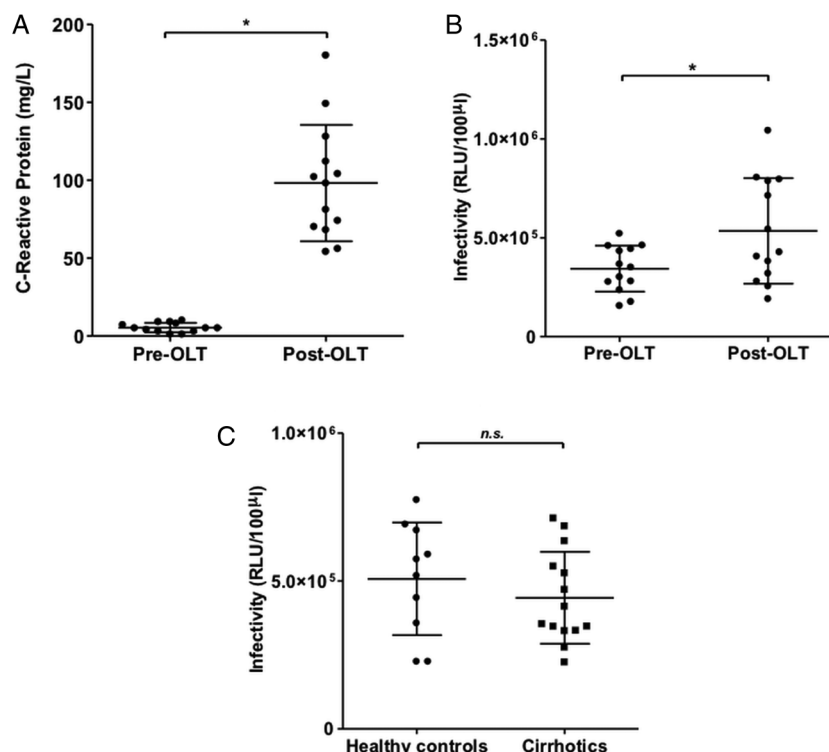 A
C-Reactive Protein (mg/L)
200
150
100
50
0
*
Pre-OLT
Post-OLT
B
Infectivity (RLU/100µl)
1.5×10⁶
1.0×10⁶
5.0×10⁵
0
*
Pre-OLT
Post-OLT
C
Infectivity (RLU/100µl)
1.0×10⁶
5.0×10⁵
0
n.s.
Healthy controls
Cirrhotics